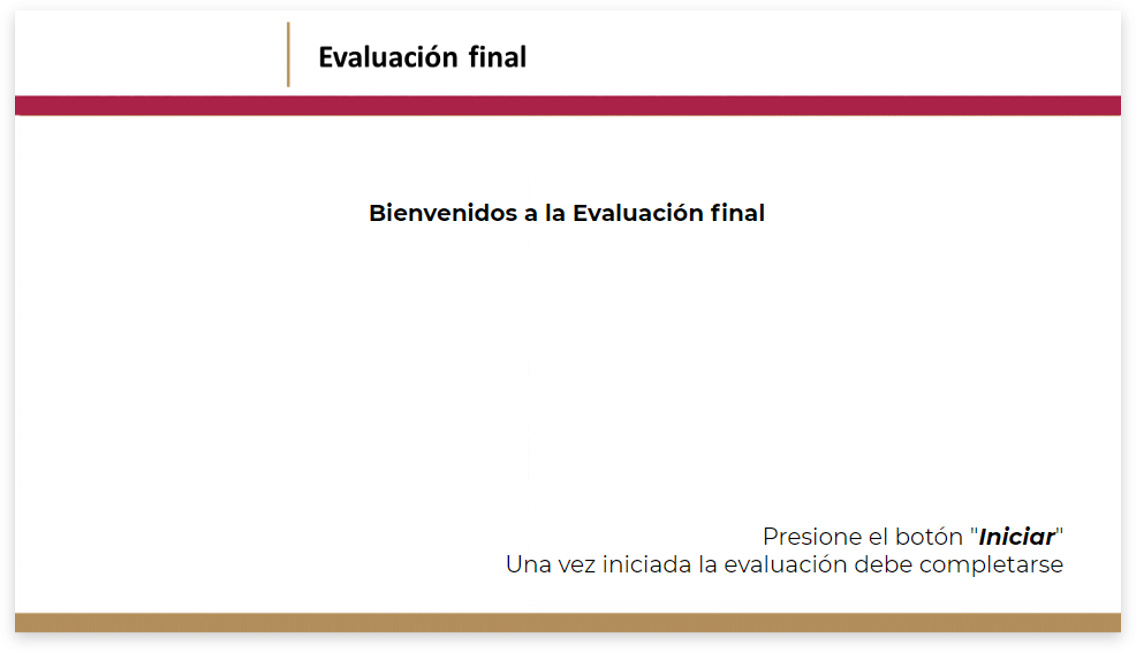 Evaluación final
Bienvenidos a la Evaluación final
Presione el botón "Iniciar"
Una vez iniciada la evaluación debe completarse